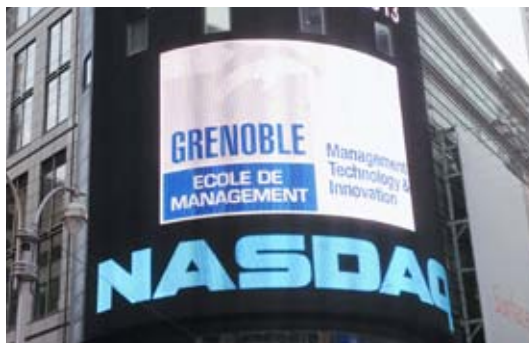 GRENOBLE
ECOLE DE
MANAGEMENT
Management
Technology &
Innovation
NASDAQ